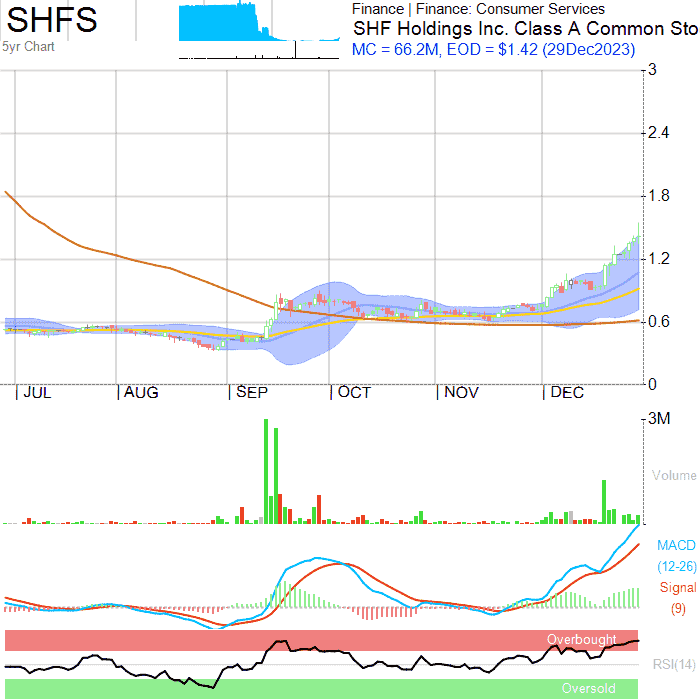 SHFS
5yr Chart
Finance | Finance: Consumer Services
SHF Holdings Inc. Class A Common Sto
MC = 66.2M, EOD = $1.42 (29Dec2023)
3
2.4
1.8
1.2
0.6
0
JUL AUG SEP OCT NOV DEC
3M
Volume
MACD
(12-26)
Signal
(9)
Overbought
RSI(14)
Oversold